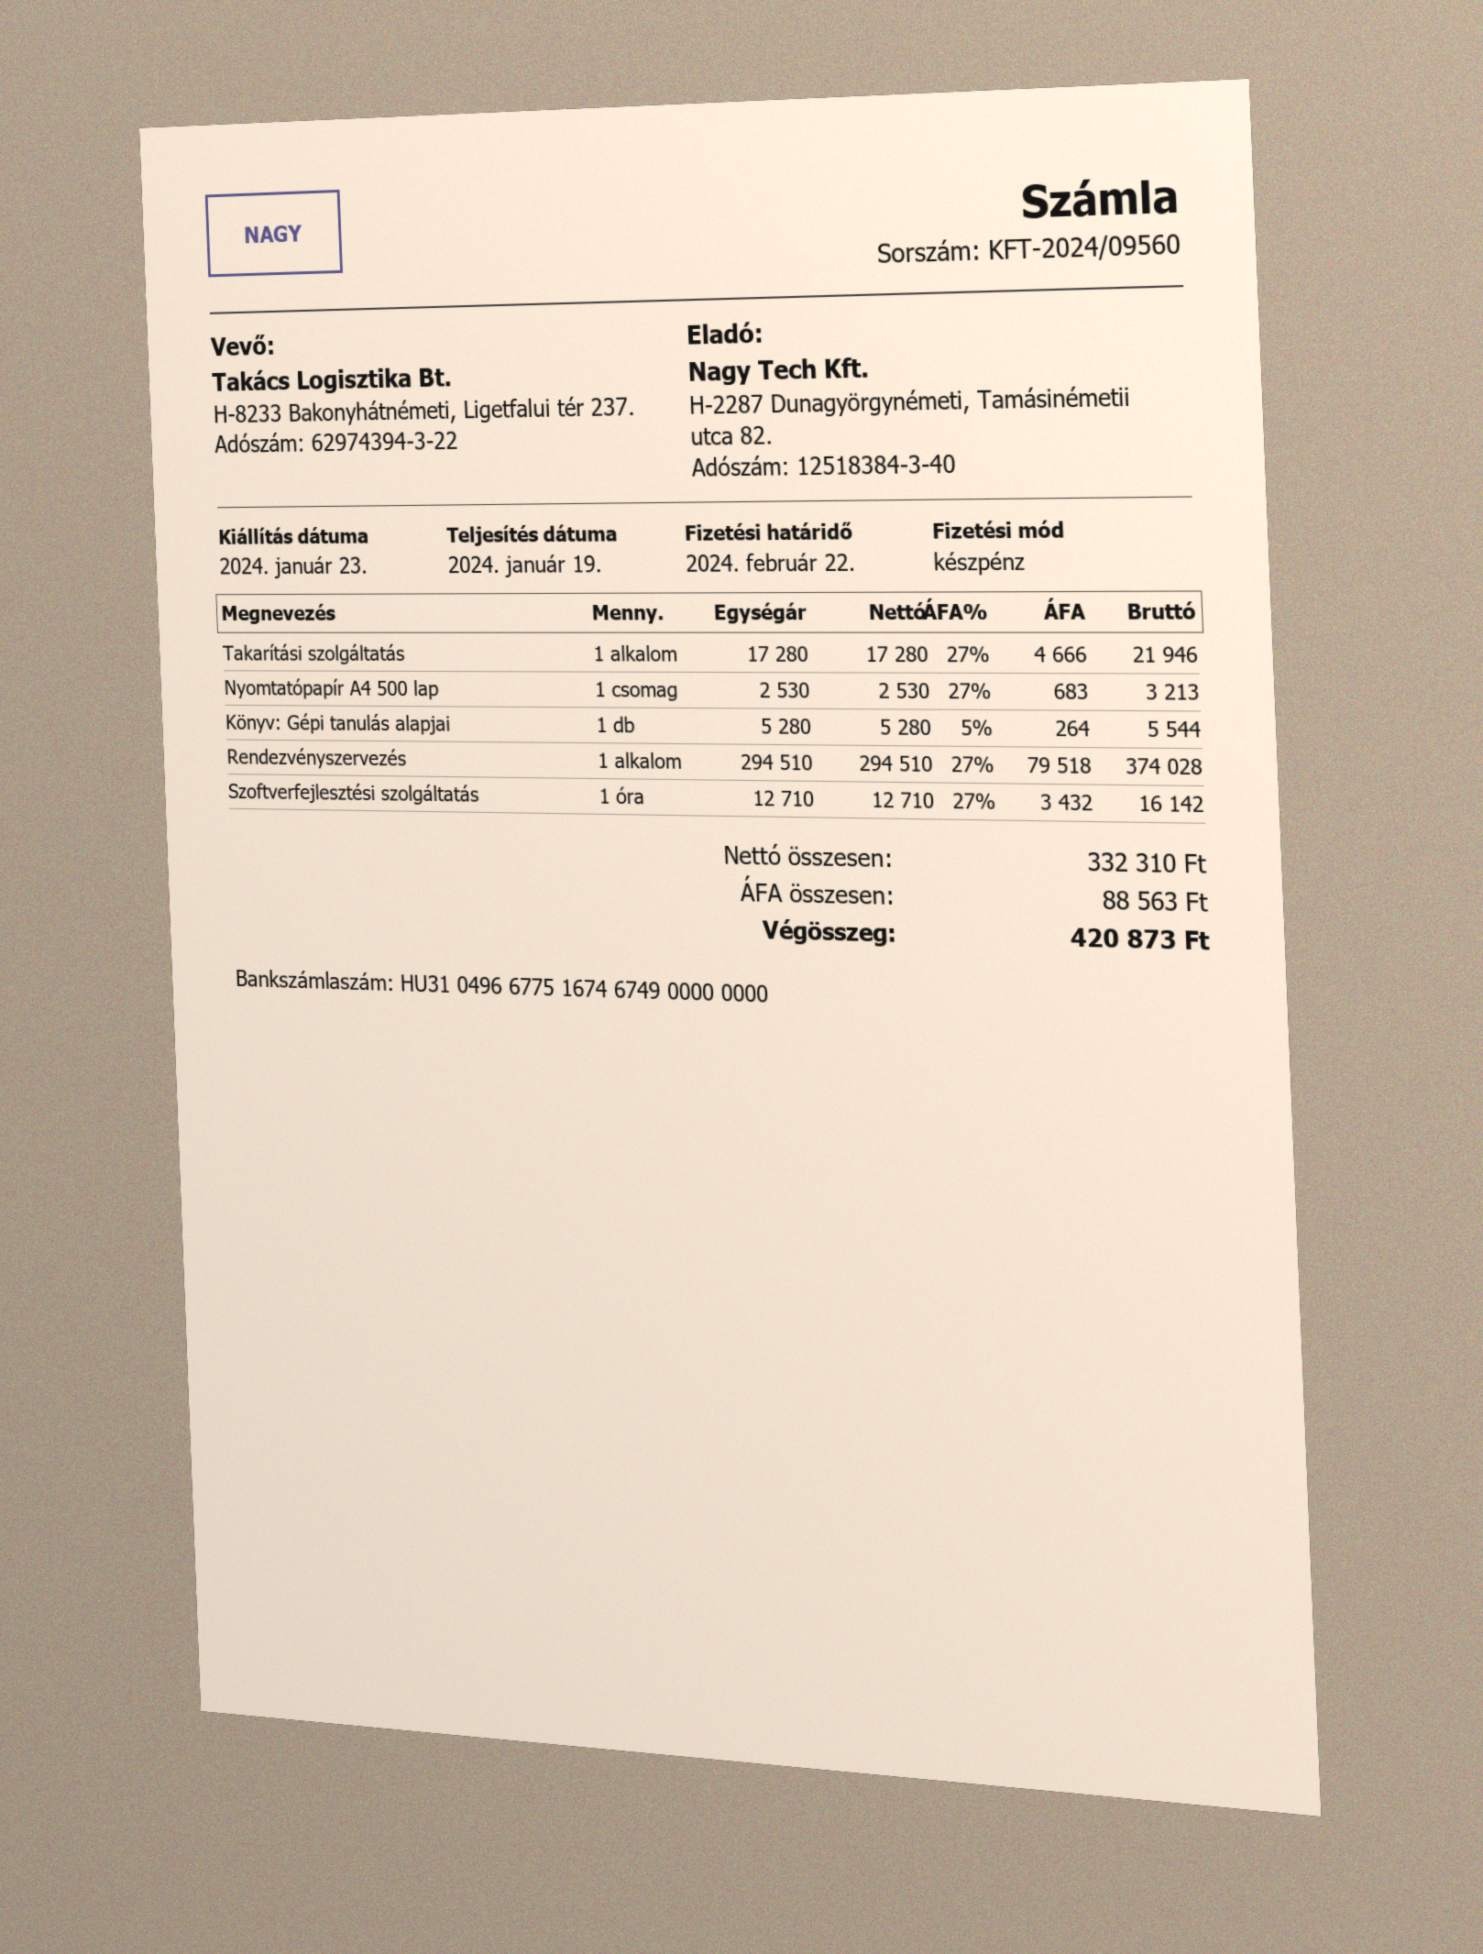 NAGY
Számla
Sorszám: KFT-2024/09560
Vevő:
Takács Logisztika Bt.
H-8233 Bakonyhátnémeti, Ligetfalui tér 237.
Adószám: 62974394-3-22
Eladó:
Nagy Tech Kft.
H-2287 Dunagyörgynémeti, Tamásinémetii
utca 82.
Adószám: 12518384-3-40
Kiállítás dátuma Teljesítés dátuma Fizetési határidő Fizetési mód
2024. január 23. 2024. január 19. 2024. február 22. készpénz
Megnevezés Menny. Egységár Nettó ÁFA% ÁFA Bruttó
Takarítási szolgáltatás 1 alkalom 17 280 17 280 27% 4 666 21 946
Nyomtatópapír A4 500 lap 1 csomag 2 530 2 530 27% 683 3 213
Könyv: Gépi tanulás alapjai 1 db 5 280 5 280 5% 264 5 544
Rendezvényszervezés 1 alkalom 294 510 294 510 27% 79 518 374 028
Szoftverfejlesztési szolgáltatás 1 óra 12 710 12 710 27% 3 432 16 142
Nettó összesen: 332 310 Ft
ÁFA összesen: 88 563 Ft
Végösszeg: 420 873 Ft
Bankszámlaszám: HU31 0496 6775 1674 6749 0000 0000